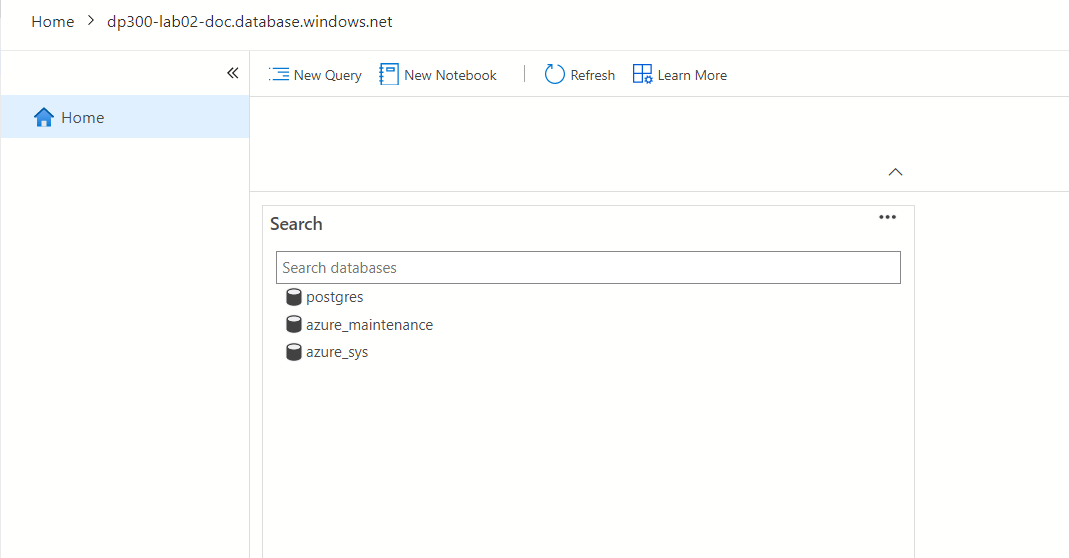 Home > dp300-lab02-doc.database.windows.net
New Query New Notebook | Refresh Learn More
Home
Search
Search databases
postgres
azure_maintenance
azure_sys